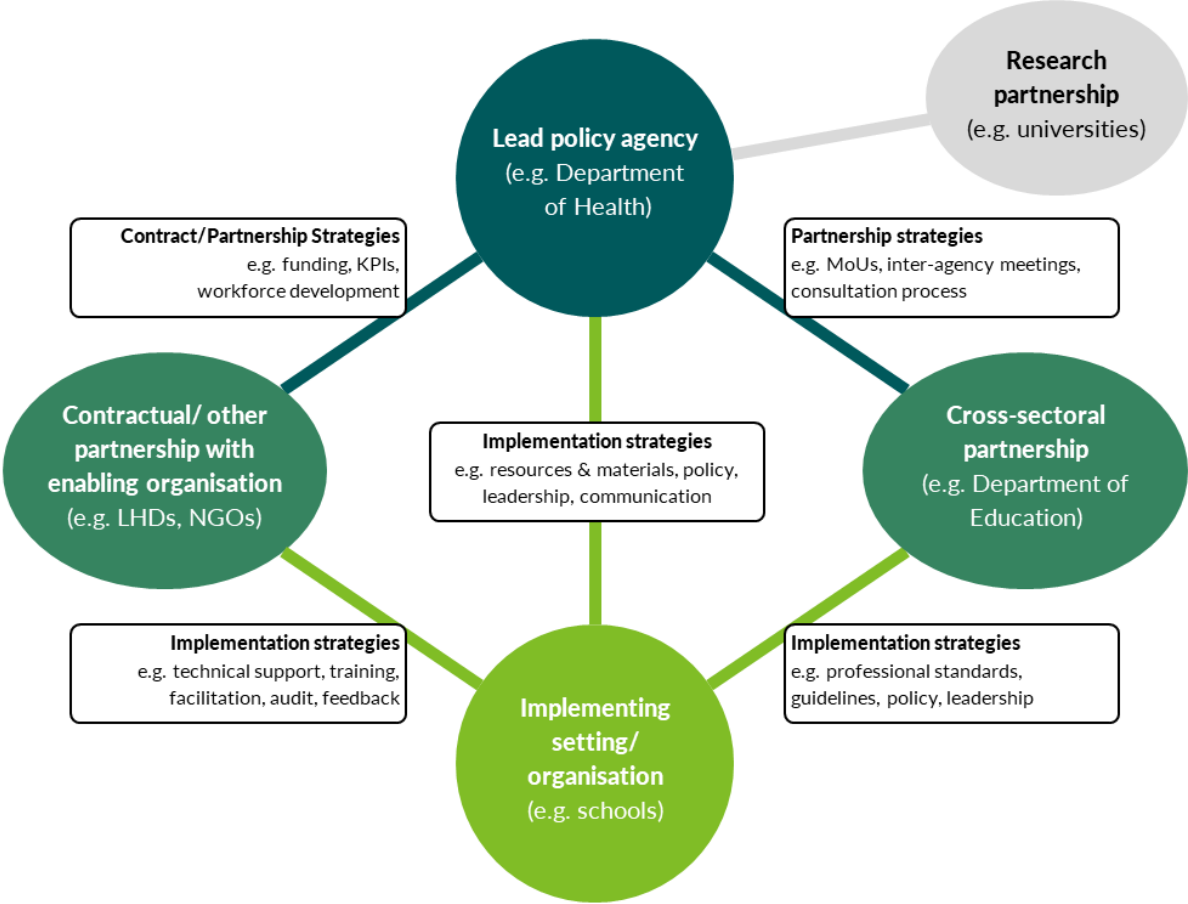 Research
partnership
(e.g. universities)
Lead policy agency
(e.g. Department
of Health)
Contract/Partnership Strategies
e.g. funding, KPIs,
workforce development
Partnership strategies
e.g. MoUs, inter-agency meetings,
consultation process
Contractual/ other
partnership with
enabling organisation
(e.g. LHDs, NGOs)
Implementation strategies
e.g. resources & materials, policy,
leadership, communication
Cross-sectoral
partnership
(e.g. Department of
Education)
Implementation strategies
e.g. technical support, training,
facilitation, audit, feedback
Implementation strategies
e.g. professional standards,
guidelines, policy, leadership
Implementing
setting/
organisation
(e.g. schools)